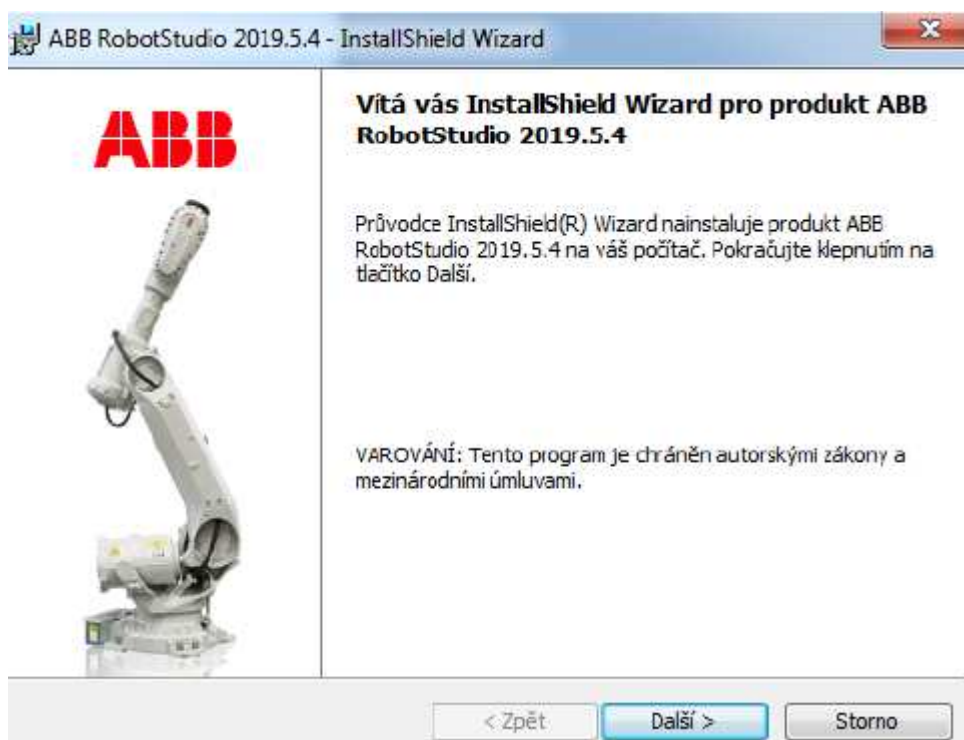 ABB RobotStudio 2019.5.4 - InstallShield Wizard
ABB
Vítá vás InstallShield Wizard pro produkt ABB
RobotStudio 2019.5.4
Průvodce InstallShield(R) Wizard nainstaluje produkt ABB
RobotStudio 2019.5.4 na váš počítač. Pokračujte klepnutím na
tlačítko Další.
VAROVÁNÍ: Tento program je chráněn autorskými zákony a
mezinárodními úmluvami.
< Zpět
Další >
Storno